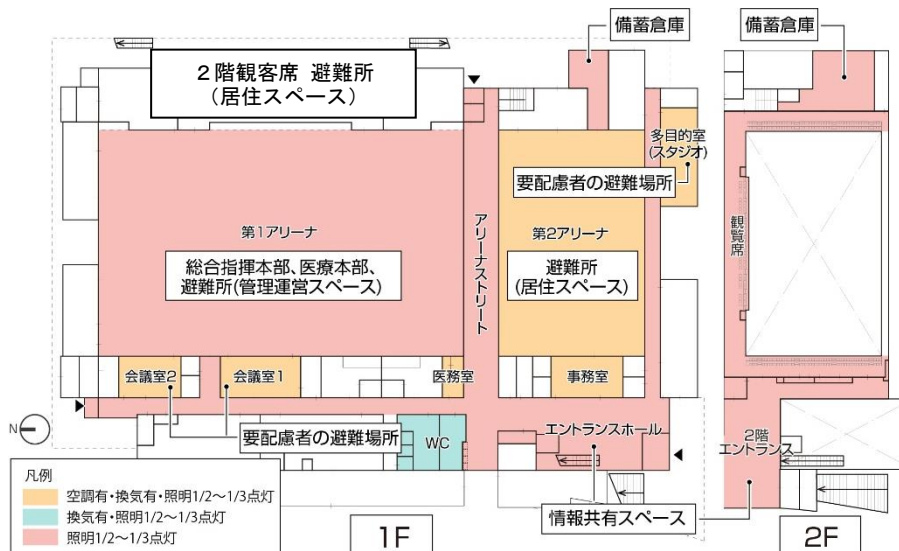 備蓄倉庫
備蓄倉庫
2階観客席 避難所
(居住スペース)
多目的室
(スタジオ)
要配慮者の避難場所
第1アリーナ
総合指揮本部、医療本部、
避難所(管理運営スペース)
アリーナストリート
第2アリーナ
避難所
(居住スペース)
観覧席
会議室2
会議室1
医務室
事務室
N
要配慮者の避難場所
WC
エントランスホール
2階
エントランス
凡例
空調有・換気有・照明1/2〜1/3点灯
換気有・照明1/2〜1/3点灯
照明1/2〜1/3点灯
情報共有スペース
1F
2F